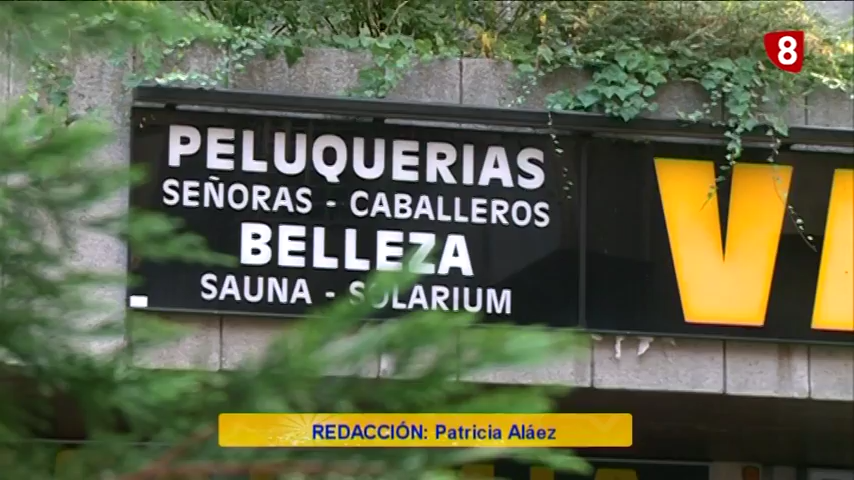 8
PELUQUERIAS
SEÑORAS - CABALLEROS
BELLEZA
SAUNA - SOLARIUM
V
REDACCIÓN: Patricia Aláez